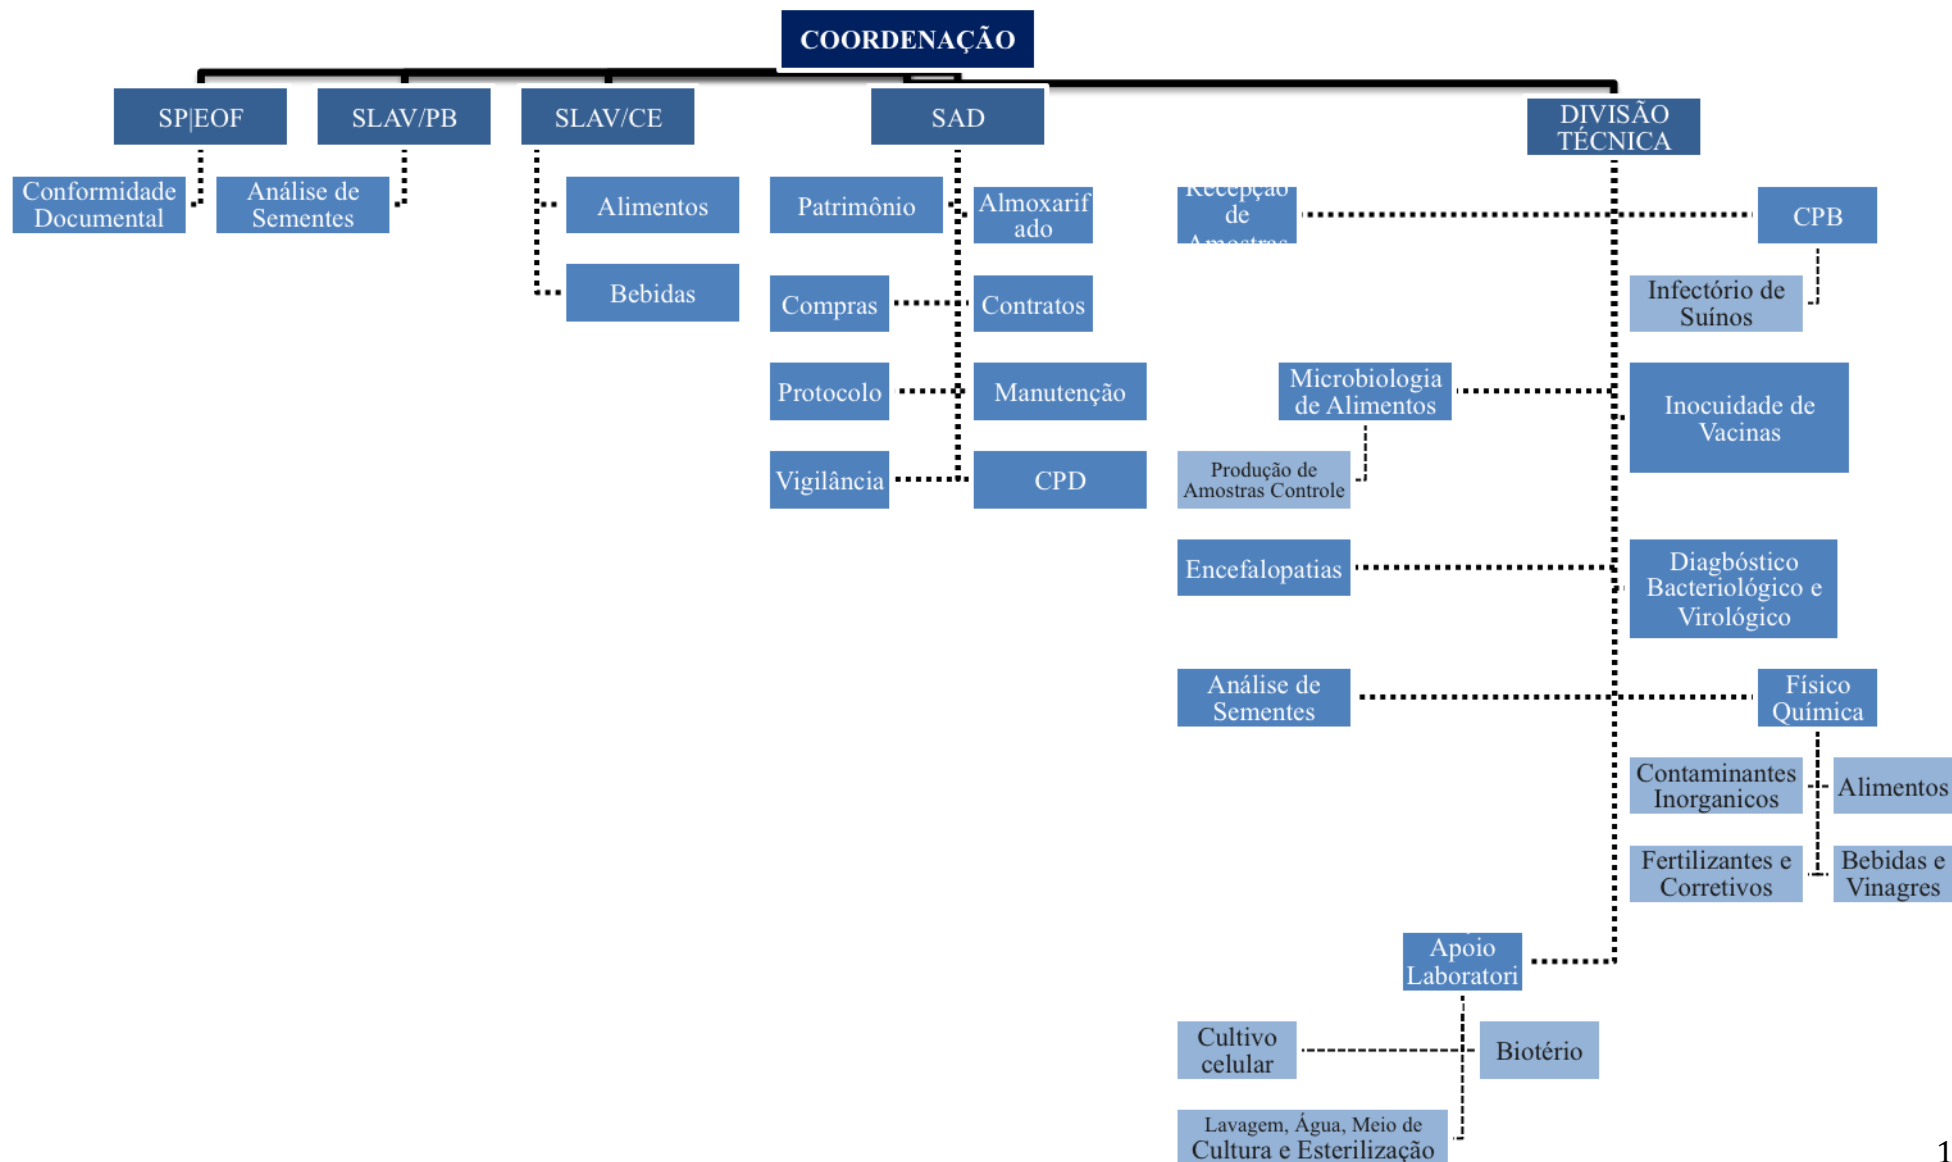 COORDENAÇÃO
SP|EOF
SLAV/PB
SLAV/CE
SAD
DIVISÃO
TÉCNICA
Conformidade
Documental
Análise de
Sementes
Alimentos
Bebidas
Patrimônio
Almoxarif
ado
Compras
Contratos
Protocolo
Manutenção
Vigilância
CPD
Recepção
de
Amostras
CPB
Infectório de
Suínos
Microbiologia
de Alimentos
Inocuidade de
Vacinas
Produção de
Amostras Controle
Encefalopatias
Diagbóstico
Bacteriológico e
Virológico
Análise de
Sementes
Físico
Química
Contaminantes
Inorganicos
Alimentos
Fertilizantes e
Corretivos
Bebidas e
Vinagres
Apoio
Laboratori
Cultivo
celular
Biotério
Lavagem, Água, Meio de
Cultura e Esterilização
1